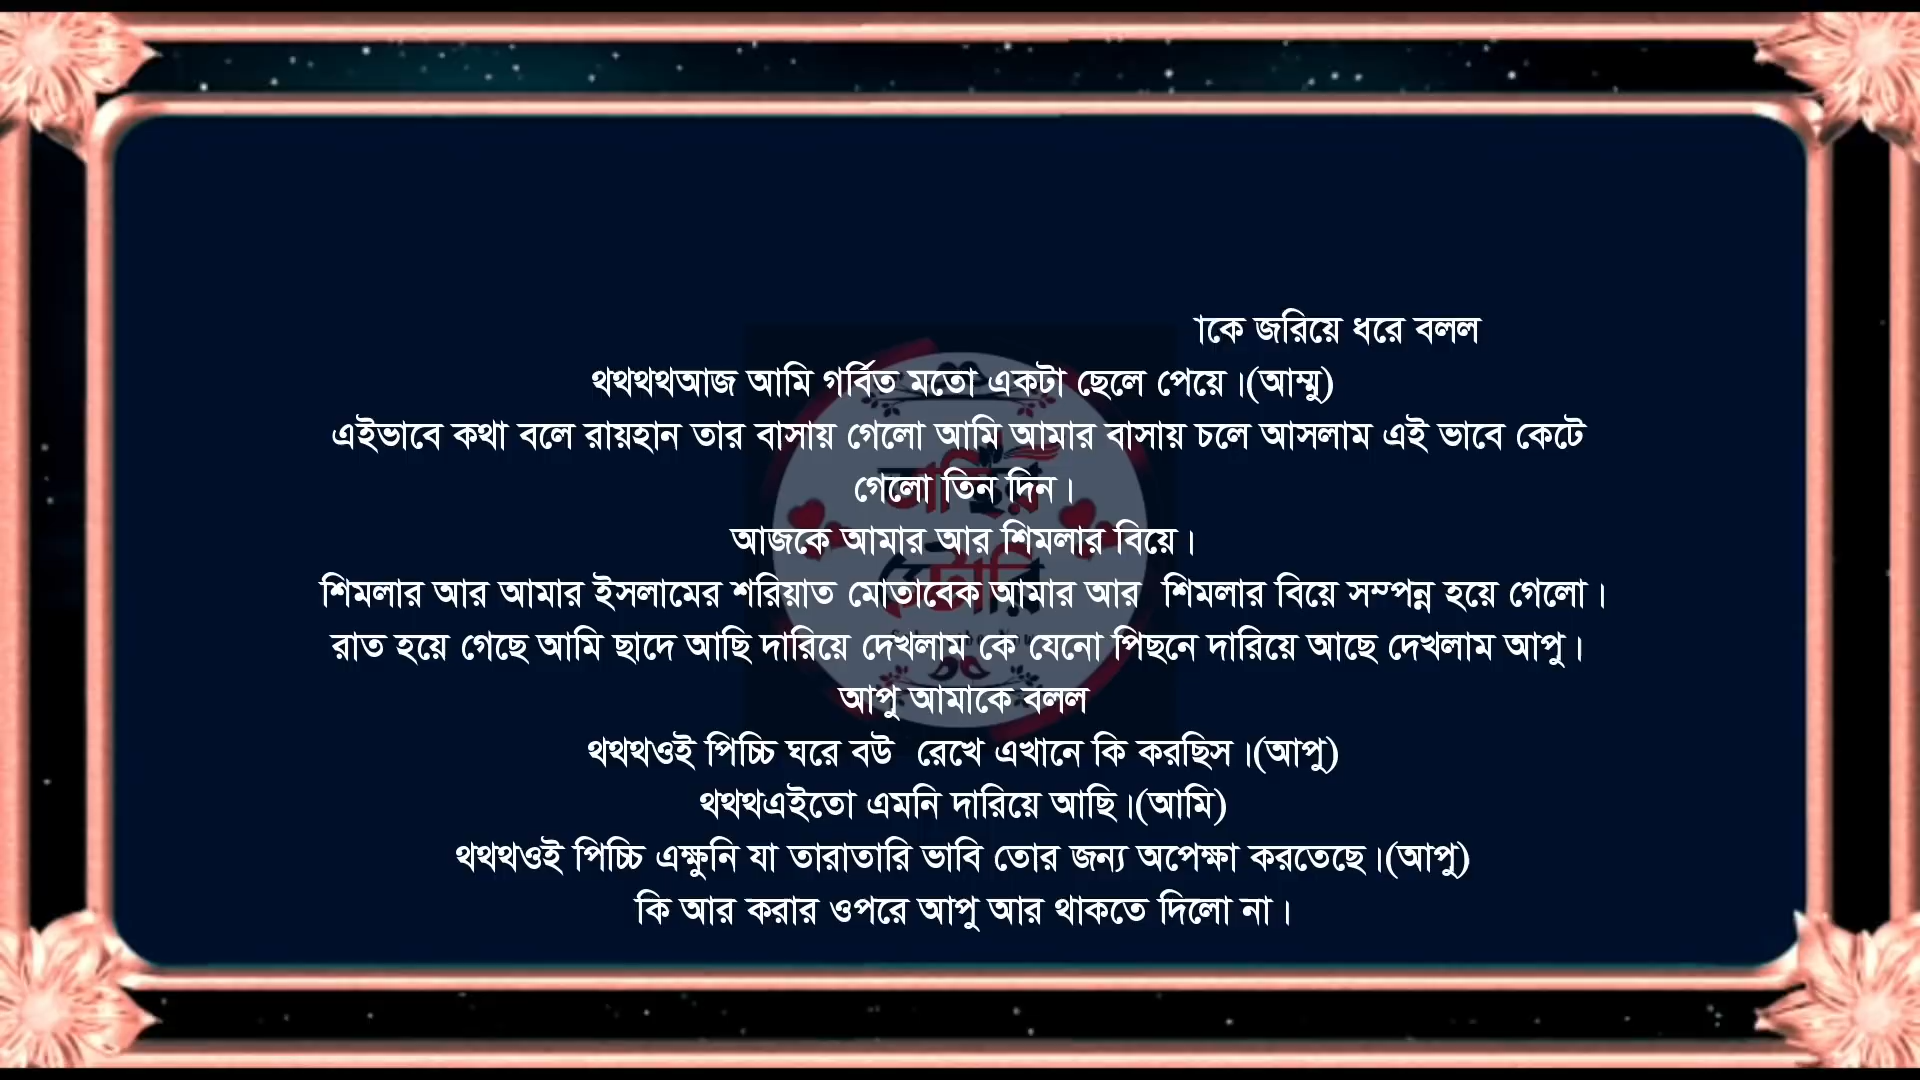 াকে জরিয়ে ধরে বলল
থথথথআজ আমি গর্বিত মতো একটা ছেলে পেয়ে।(আম্মু)
এইভাবে কথা বলে রায়হান তার বাসায় গেলো আমি আমার বাসায় চলে আসলাম এই ভাবে কেটে
গেলো তিন দিন।
আজকে আমার আর শিমলার বিয়ে।
শিমলার আর আমার ইসলামের শরিয়াত মোতাবেক আমার আর  শিমলার বিয়ে সম্পন্ন হয়ে গেলো।
রাত হয়ে গেছে আমি ছাদে আছি দারিয়ে দেখলাম কে যেনো পিছনে দারিয়ে আছে দেখলাম আপু।
আপু আমাকে বলল
থথথওই পিচ্চি ঘরে বউ  রেখে এখানে কি করছিস।(আপু)
থথথএইতো এমনি দারিয়ে আছি।(আমি)
থথথওই পিচ্চি এক্ষুনি যা তারাতারি ভাবি তোর জন্য অপেক্ষা করতেছে।(আপু)
কি আর করার ওপরে আপু আর থাকতে দিলো না।